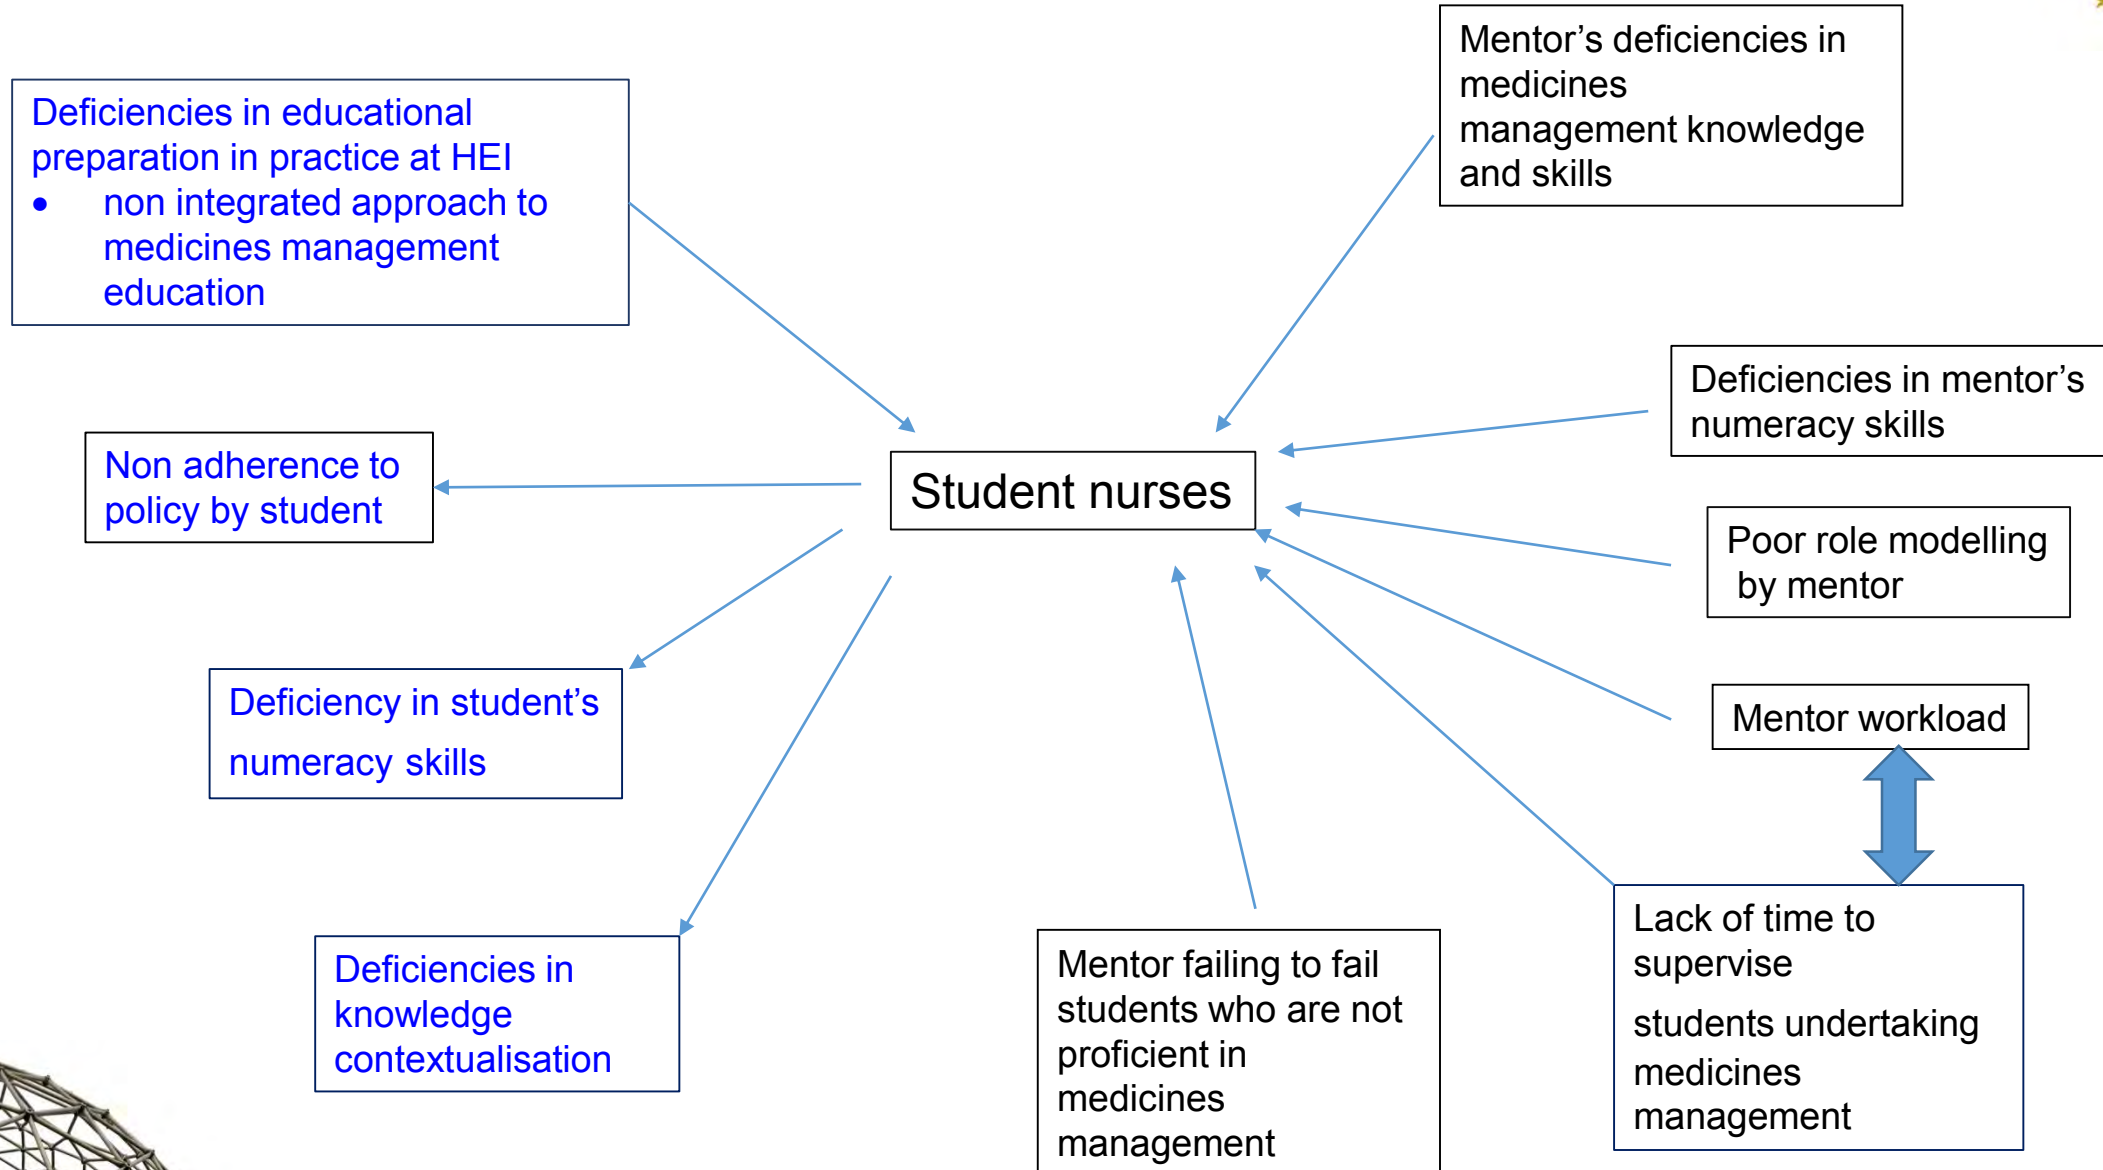 Mentor’s deficiencies in
medicines
management knowledge
and skills
Deficiencies in educational
preparation in practice at HEI
• non integrated approach to
medicines management
education
Deficiencies in mentor’s
numeracy skills
Non adherence to
policy by student
Student nurses
Poor role modelling
by mentor
Deficiency in student’s
numeracy skills
Mentor workload
Deficiencies in
knowledge
contextualisation
Mentor failing to fail
students who are not
proficient in
medicines
management
Lack of time to
supervise
students undertaking
medicines
management